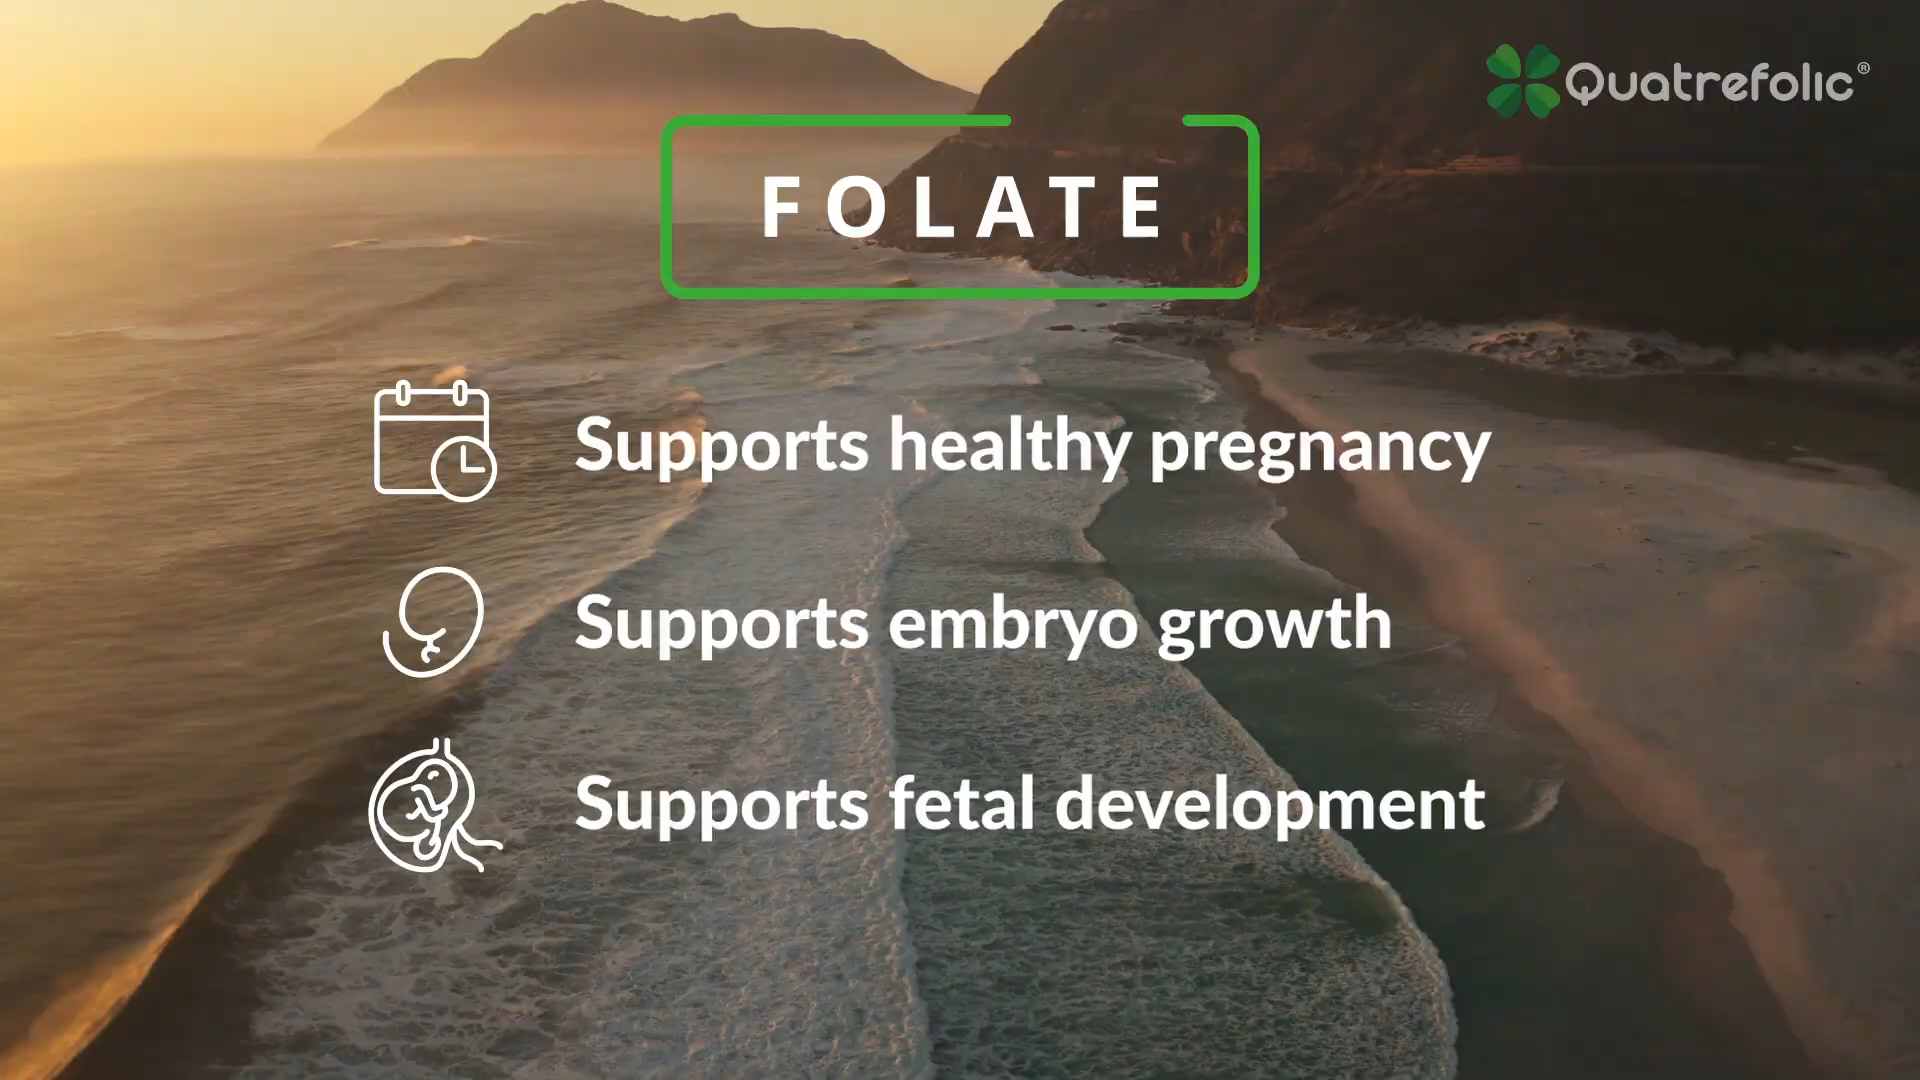 Quatrefolic®
FOLATE
Supports healthy pregnancy
Supports embryo growth
Supports fetal development